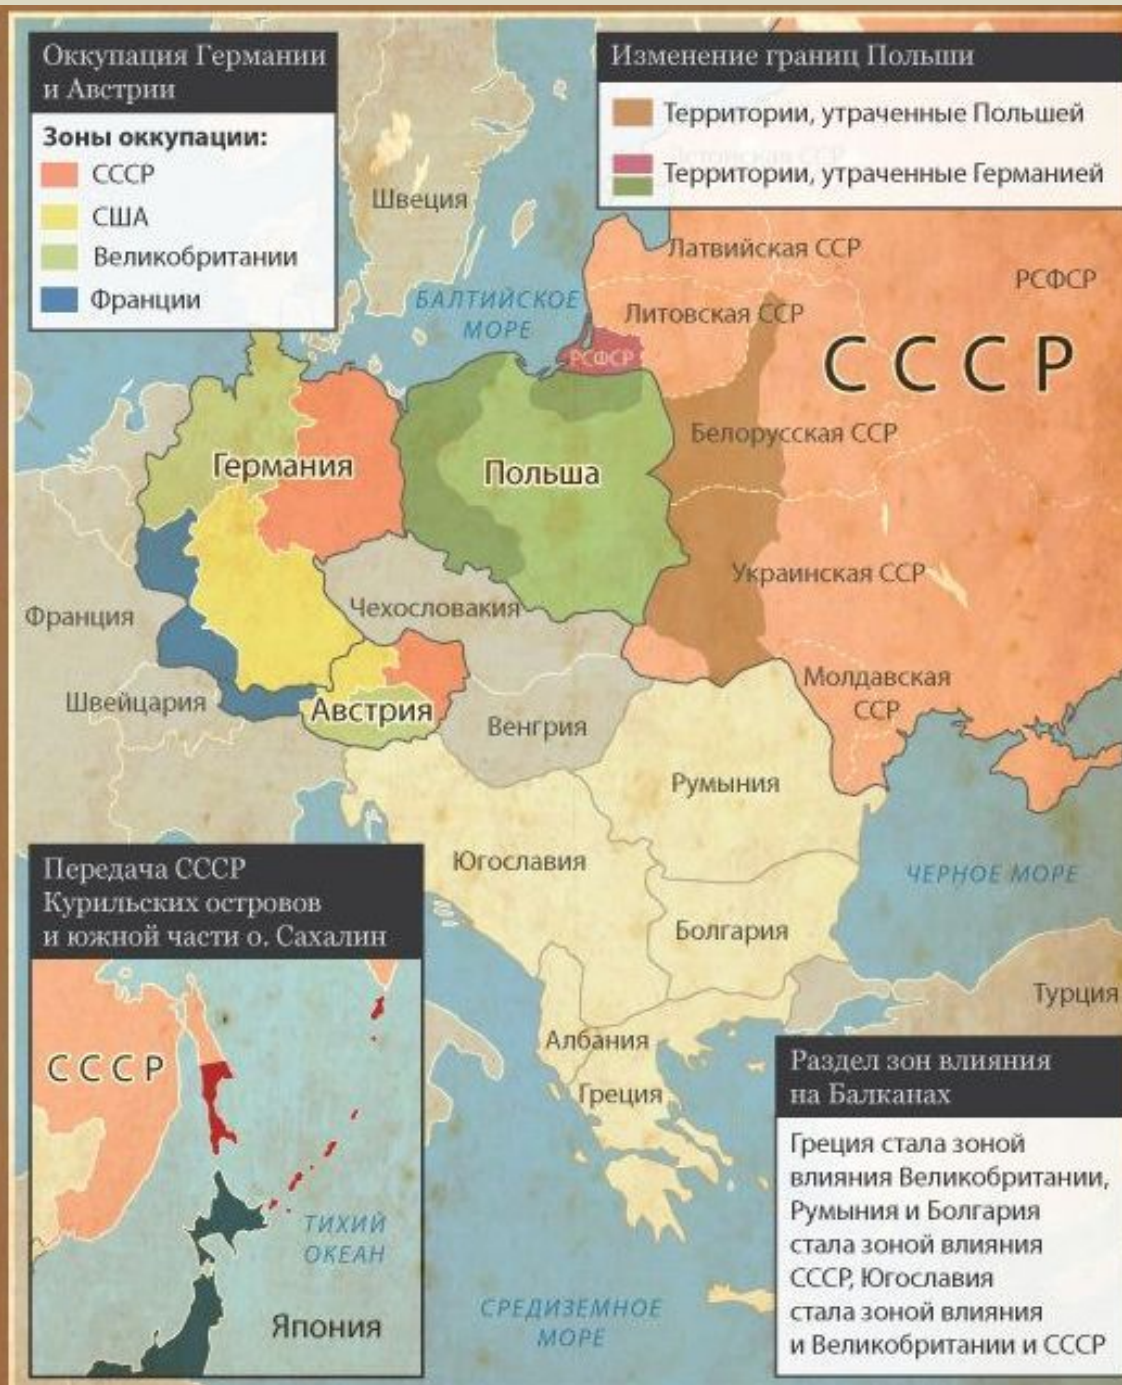 Оккупация Германии
и Австрии
Зоны оккупации:
СССР
США
Великобритании
Франции
Изменение границ Польши
Территории, утраченные Польшей
Территории, утраченные Германией
Швеция
БАЛТИЙСКОЕ
МОРЕ
Латвийская ССР
РСФСР
Литовская ССР
РСФСР
СССР
Белорусская ССР
Германия
Польша
Украинская ССР
Франция
Чехословакия
Швейцария
Австрия
Венгрия
Молдавская
ССР
Румыния
Югославия
ЧЕРНОЕ МОРЕ
Болгария
Турция
Албания
Греция
Передача СССР
Курильских островов
и южной части о. Сахалин
СССР
ТИХИЙ
ОКЕАН
Япония
СРЕДИЗЕМНОЕ
МОРЕ
Раздел зон влияния
на Балканах
Греция стала зоной
влияния Великобритании,
Румыния и Болгария
стала зоной влияния
СССР, Югославия
стала зоной влияния
и Великобритании и СССР